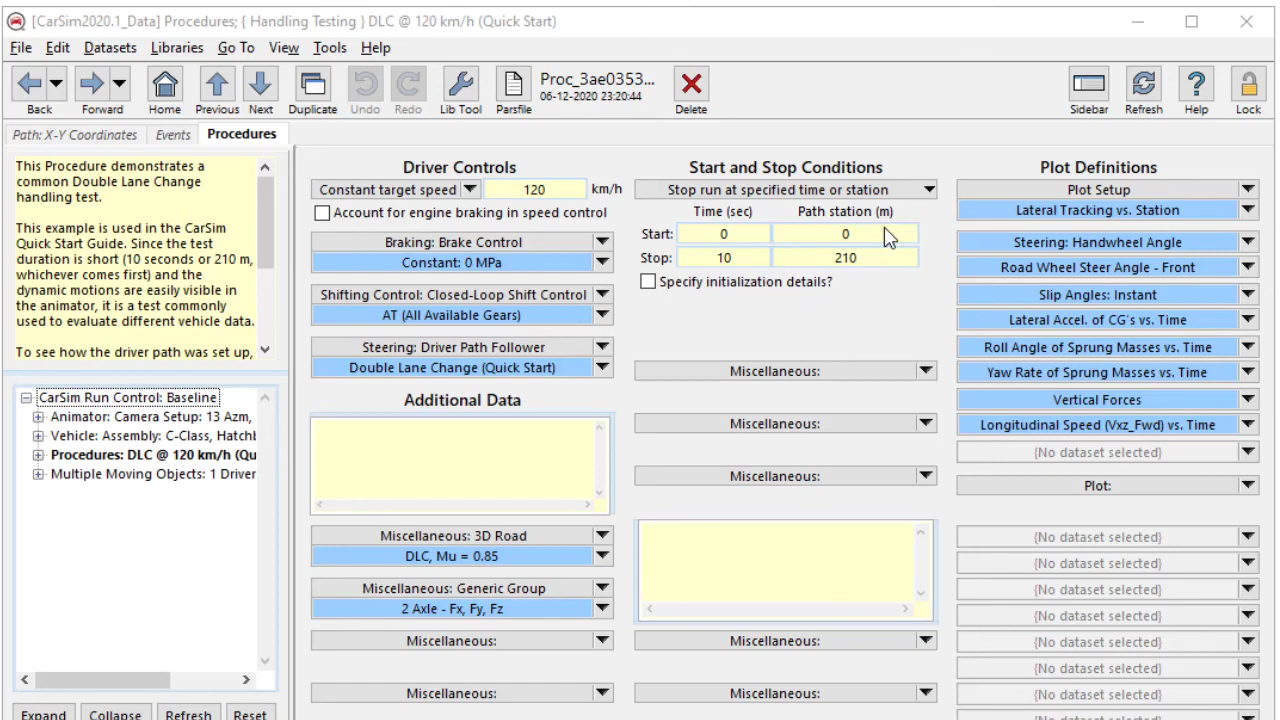 [CarSim2020.1_Data] Procedures; { Handling Testing } DLC @ 120 km/h (Quick Start)
File Edit Datasets Libraries Go To View Tools Help
Back Forward Home Previous Next Duplicate Undo Redo Lib Tool Parsfile
Proc_3ae0353...
06-12-2020 23:20:44
Delete Sidebar Refresh Help Lock
Path: X-Y Coordinates Events Procedures
This Procedure demonstrates a
common Double Lane Change
handling test.
This example is used in the CarSim
Quick Start Guide. Since the test
duration is short (10 seconds or 210 m,
whichever comes first) and the
dynamic motions are easily visible in
the animator, it is a test commonly
used to evaluate different vehicle data.
To see how the driver path was set up,
CarSim Run Control: Baseline
Animator: Camera Setup: 13 Azm,
Vehicle: Assembly: C-Class, Hatchb
Procedures: DLC @ 120 km/h (Qu
Multiple Moving Objects: 1 Driver
Expand Collapse Refresh Reset
Driver Controls
Constant target speed 120 km/h
Account for engine braking in speed control
Braking: Brake Control
Constant: 0 MPa
Shifting Control: Closed-Loop Shift Control
AT (All Available Gears)
Steering: Driver Path Follower
Double Lane Change (Quick Start)
Additional Data
Miscellaneous: 3D Road
DLC, Mu = 0.85
Miscellaneous: Generic Group
2 Axle - Fx, Fy, Fz
Miscellaneous:
Miscellaneous:
Start and Stop Conditions
Stop run at specified time or station
Time (sec) Path station (m)
Start: 0 0
Stop: 10 210
Specify initialization details?
Miscellaneous:
Miscellaneous:
Miscellaneous:
Miscellaneous:
Miscellaneous:
Plot Definitions
Plot Setup
Lateral Tracking vs. Station
Steering: Handwheel Angle
Road Wheel Steer Angle - Front
Slip Angles: Instant
Lateral Accel. of CG's vs. Time
Roll Angle of Sprung Masses vs. Time
Yaw Rate of Sprung Masses vs. Time
Vertical Forces
Longitudinal Speed (Vxz_Fwd) vs. Time
{No dataset selected}
Plot:
{No dataset selected}
{No dataset selected}
{No dataset selected}
{No dataset selected}
{No dataset selected}
{No dataset selected}
{No dataset selected}